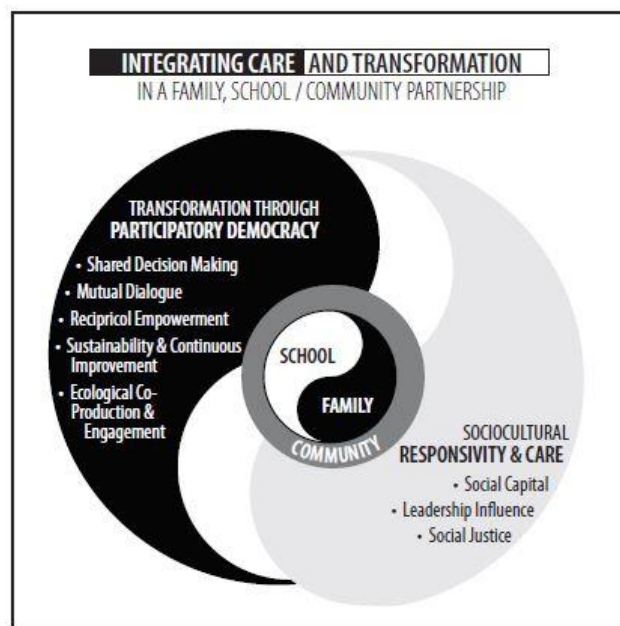 INTEGRATING CARE AND TRANSFORMATION
IN A FAMILY, SCHOOL / COMMUNITY PARTNERSHIP
TRANSFORMATION THROUGH
PARTICIPATORY DEMOCRACY
• Shared Decision Making
• Mutual Dialogue
• Recipricol Empowerment
• Sustainability & Continuous
Improvement
• Ecological Co-
Production &
Engagement
SCHOOL
FAMILY
COMMUNITY
SOCIOCULTURAL
RESPONSIVITY & CARE
• Social Capital
• Leadership Influence
• Social Justice